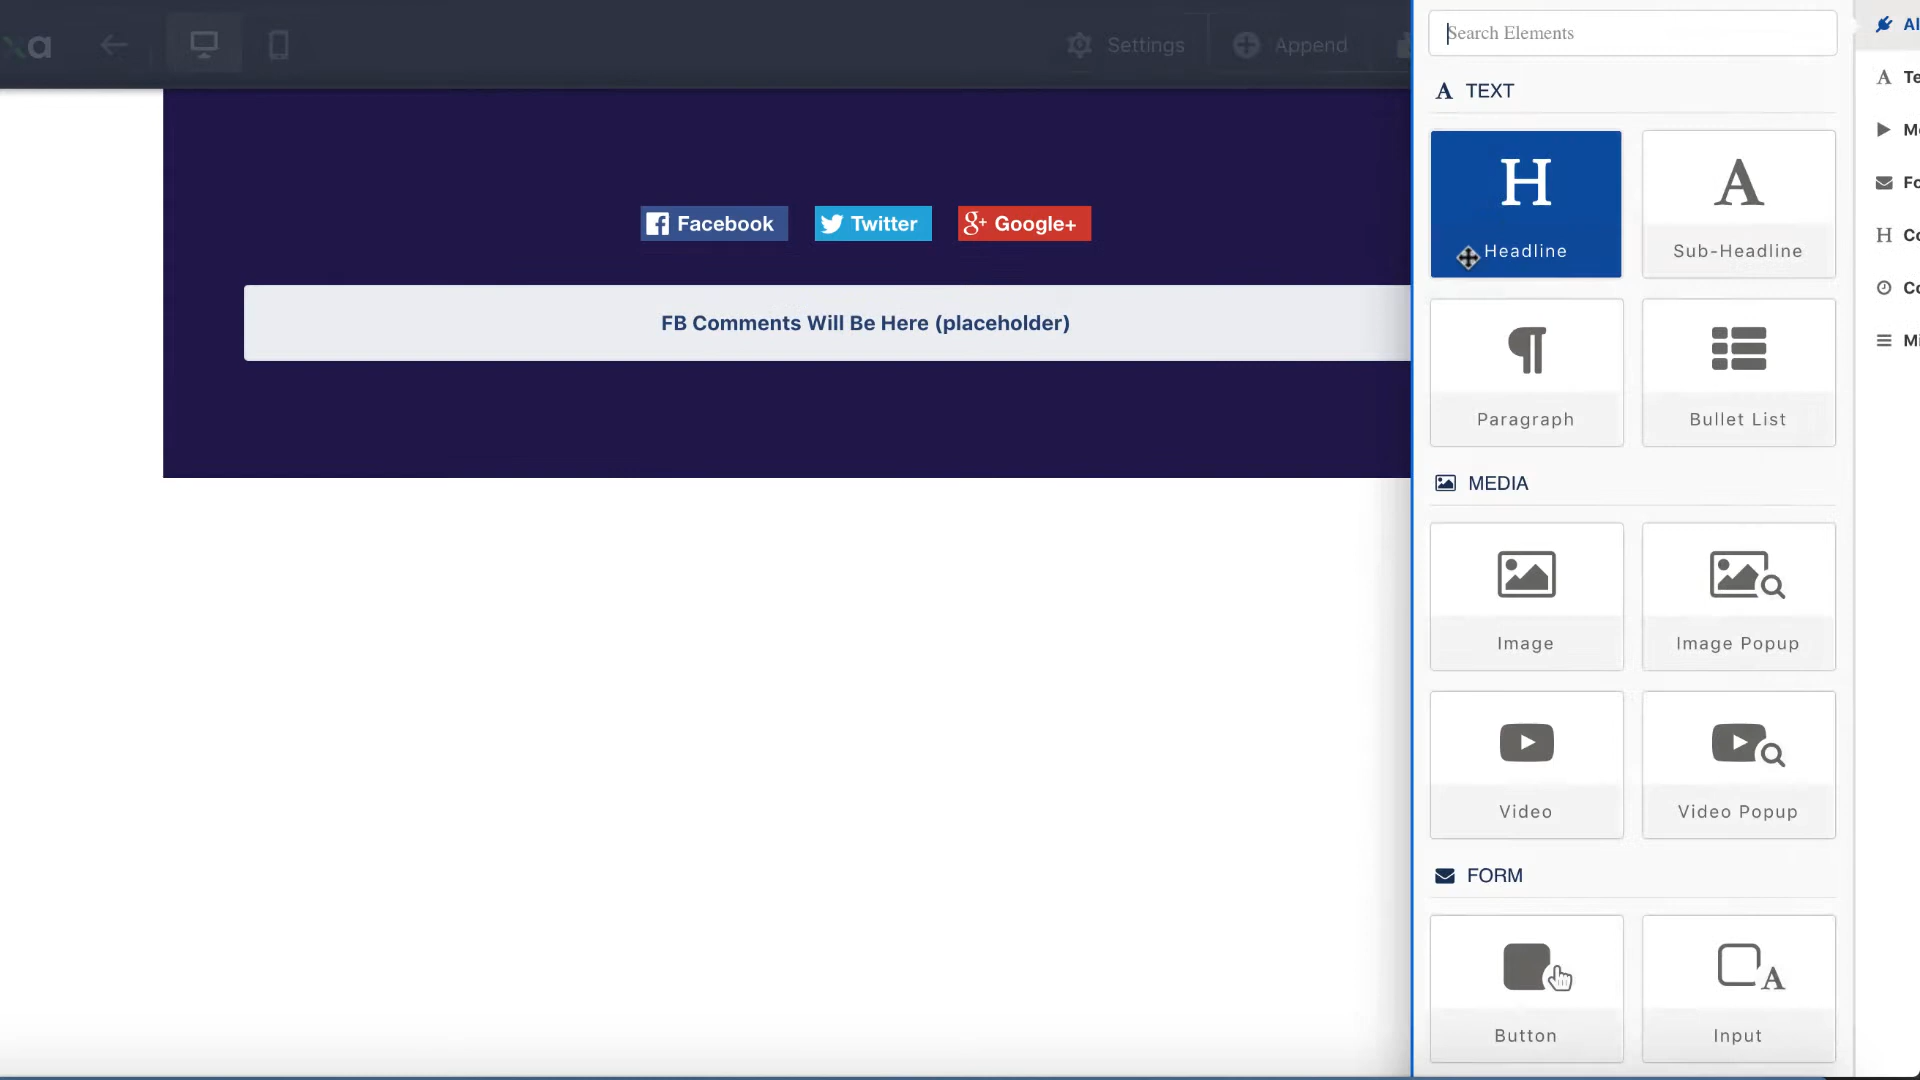 xa
Settings
Append
Search Elements
TEXT
Headline
Sub-Headline
Paragraph
Bullet List
MEDIA
Image
Image Popup
Video
Video Popup
FORM
Button
Input
Facebook
Twitter
Google+
FB Comments Will Be Here (placeholder)